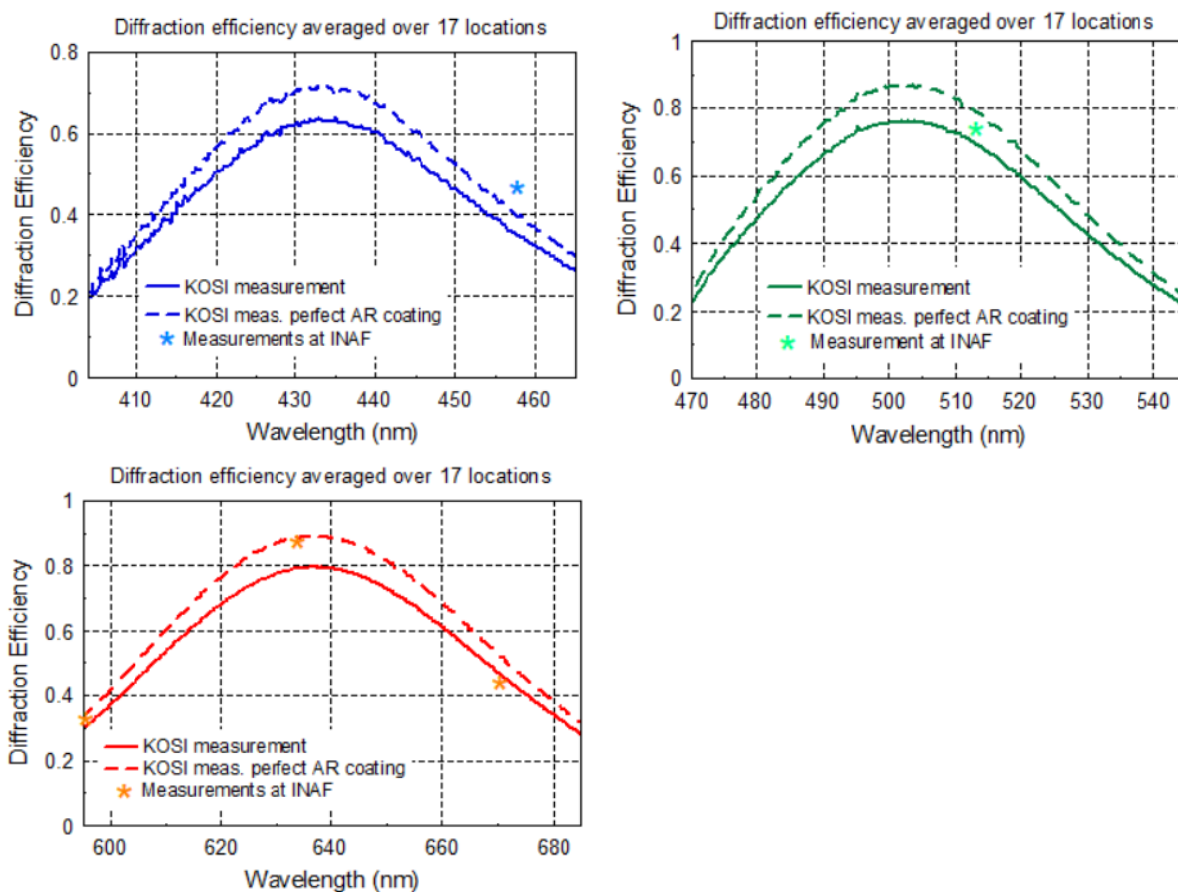 Diffraction efficiency averaged over 17 locations
0.8
0.6
0.4
0.2
0
Diffraction Efficiency
KOSI measurement
KOSI meas. perfect AR coating
Measurements at INAF
410 420 430 440 450 460
Wavelength (nm)
Diffraction efficiency averaged over 17 locations
1
0.8
0.6
0.4
0.2
0
Diffraction Efficiency
KOSI measurement
KOSI meas. perfect AR coating
Measurement at INAF
470 480 490 500 510 520 530 540
Wavelength (nm)
Diffraction efficiency averaged over 17 locations
1
0.8
0.6
0.4
0.2
0
Diffraction Efficiency
KOSI measurement
KOSI meas. perfect AR coating
Measurements at INAF
600 620 640 660 680
Wavelength (nm)